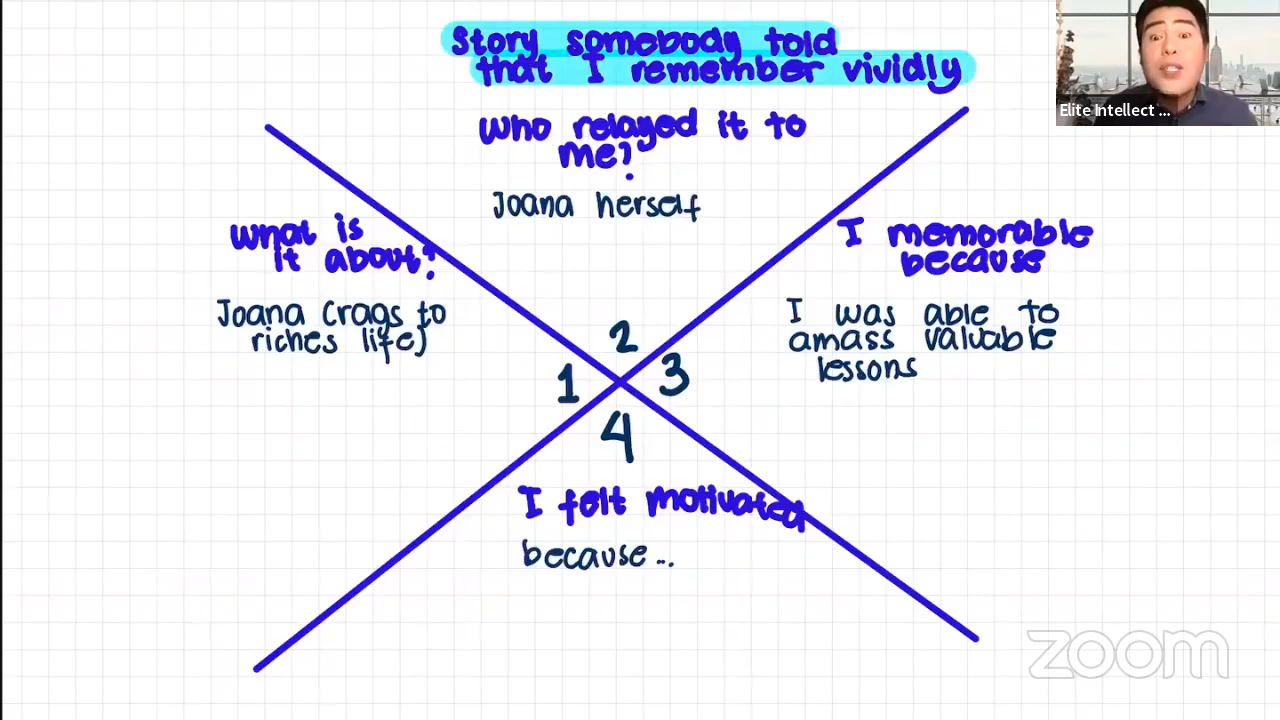 Story somebody told
that I remember vividly
Who relayed it to
me?
Joana herself
What is
it about?
Joana (rags to
riches life)
I memorable
because
I was able to
amass valuable
lessons
1
2
3
4
I felt motivated
because..
Elite Intellect ...
zoom